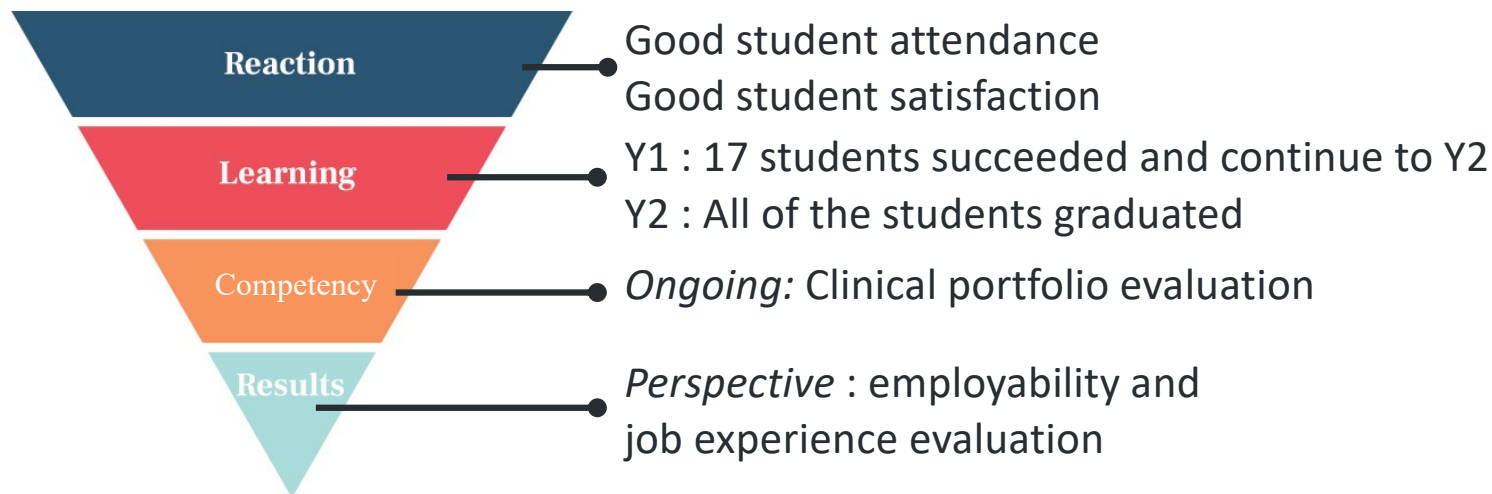 Reaction
Good student attendance
Good student satisfaction
Learning
Y1 : 17 students succeeded and continue to Y2
Y2 : All of the students graduated
Competency
Ongoing: Clinical portfolio evaluation
Results
Perspective : employability and
job experience evaluation